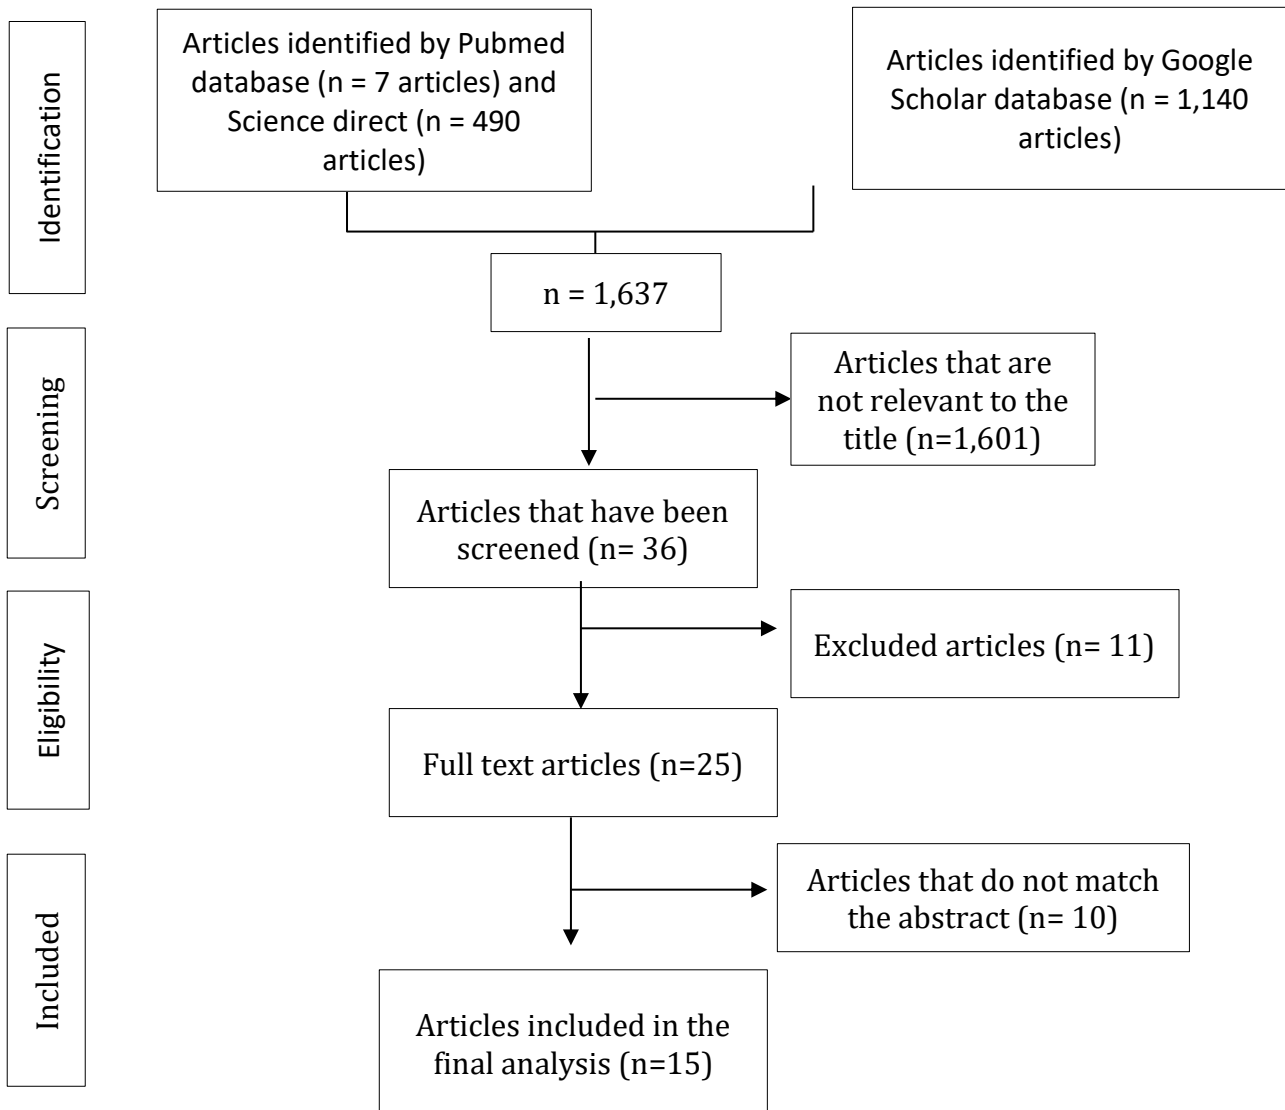 Identification
Articles identified by Pubmed
database (n = 7 articles) and
Science direct (n = 490
articles)
Articles identified by Google
Scholar database (n = 1,140
articles)
n = 1,637
Screening
Articles that are
not relevant to the
title (n=1,601)
Articles that have been
screened (n= 36)
Eligibility
Excluded articles (n= 11)
Full text articles (n=25)
Included
Articles that do not match
the abstract (n= 10)
Articles included in the
final analysis (n=15)